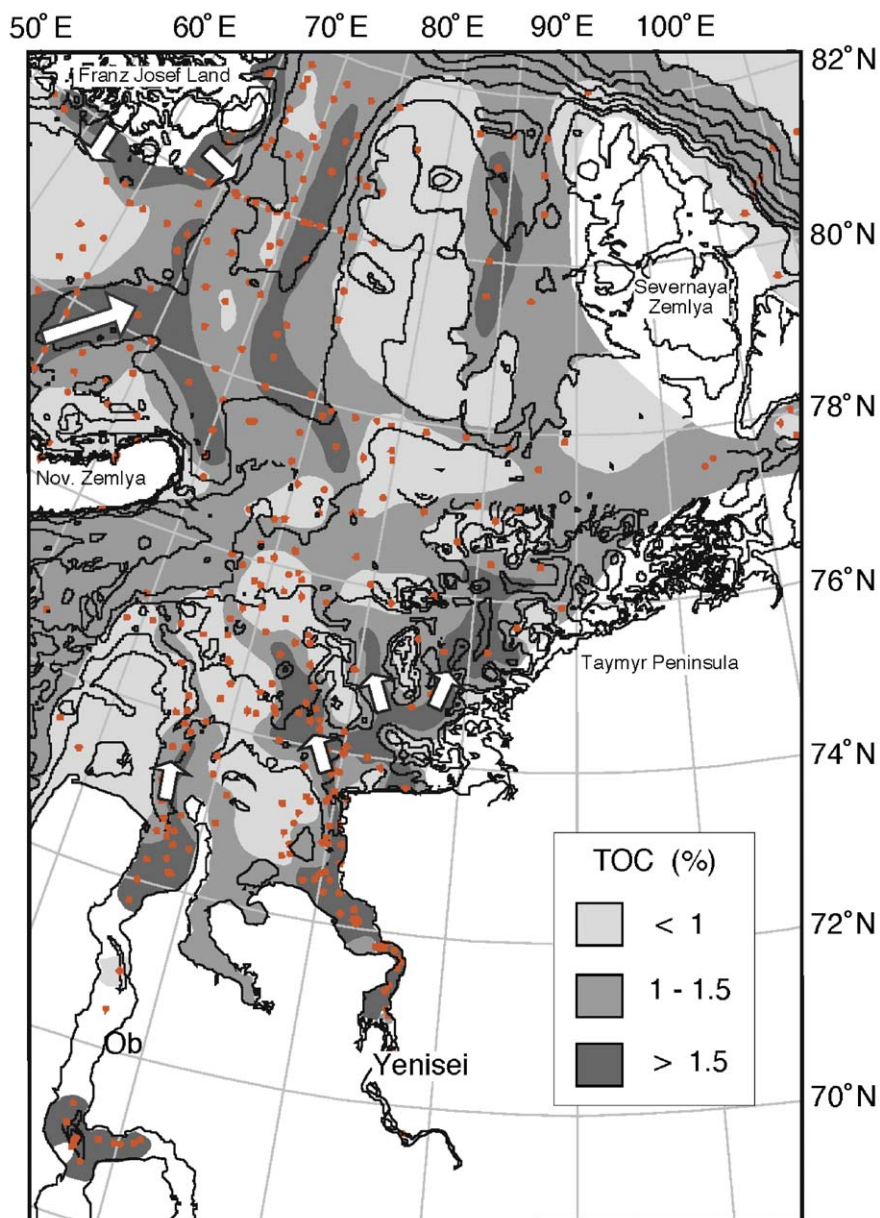 50°E 60°E 70°E 80°E 90°E 100°E
82°N
Franz Josef Land
80°N
Severnaya
Zemlya
78°N
Nov. Zemlya
76°N
Taymyr Peninsula
74°N
TOC (%)
< 1
1 - 1.5
> 1.5
72°N
Ob
Yenisei
70°N